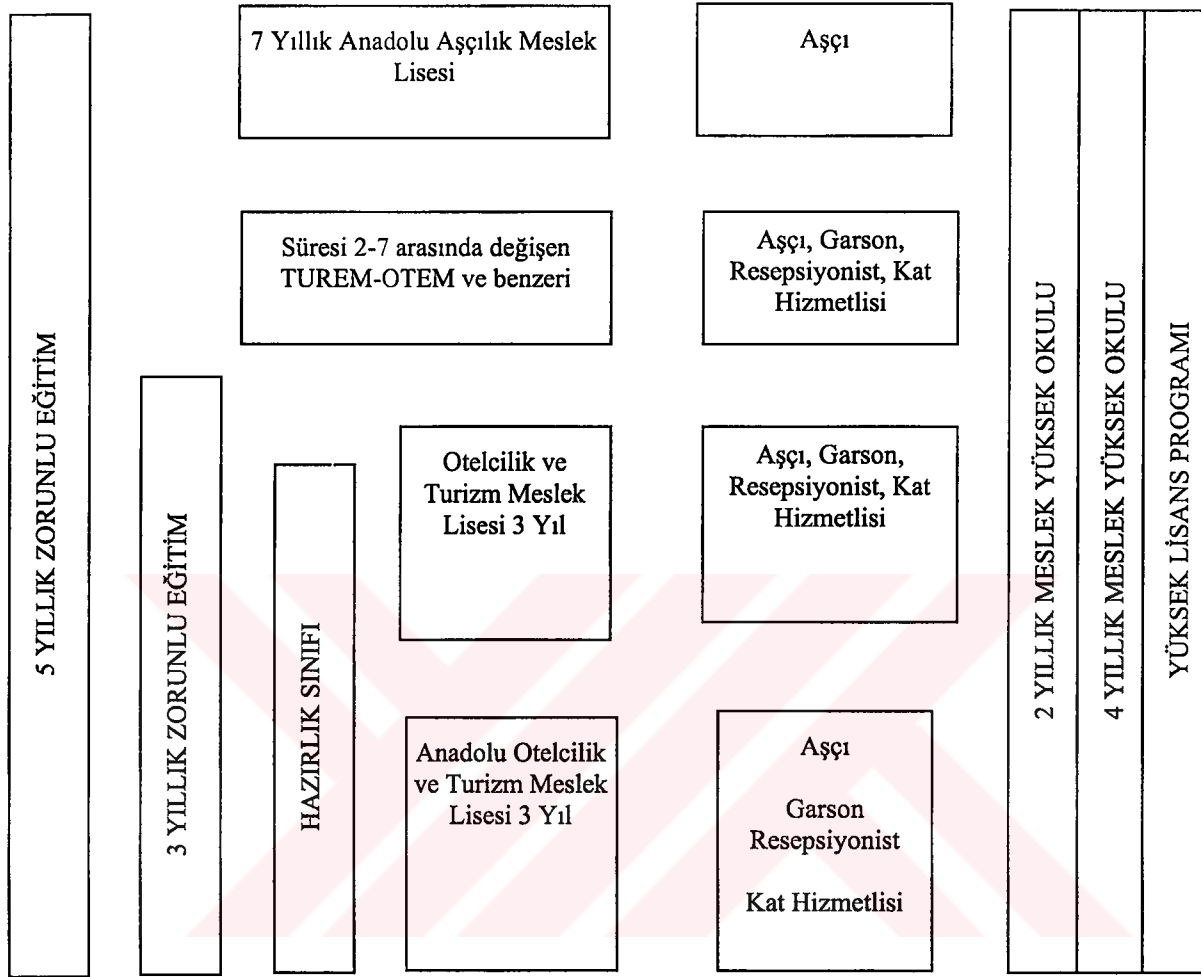 5 YILLIK ZORUNLU EĞİTİM
3 YILLIK ZORUNLU EĞİTİM
HAZIRLIK SINIFI
7 Yıllık Anadolu Aşçılık Meslek
Lisesi
Aşçı
Süresi 2-7 arasında değişen
TUREM-OTEM ve benzeri
Aşçı, Garson,
Resepsiyonist, Kat
Hizmetlisi
Otelcilik ve
Turizm Meslek
Lisesi 3 Yıl
Aşçı, Garson,
Resepsiyonist, Kat
Hizmetlisi
Anadolu Otelcilik
ve Turizm Meslek
Lisesi 3 Yıl
Aşçı
Garson
Resepsiyonist
Kat Hizmetlisi
2 YILLIK MESLEK YÜKSEK OKULU
4 YILLIK MESLEK YÜKSEK OKULU
YÜKSEK LİSANS PROGRAMI